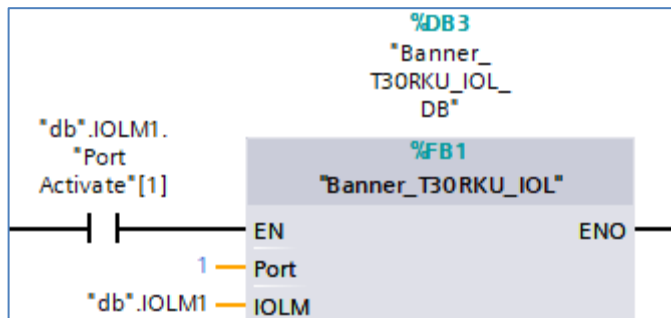 %DB3
"Banner_
T30RKU_IOL_
DB"
"db".IOLM1.
"Port
Activate"[1]
%FB1
"Banner_T30RKU_IOL"
EN
ENO
1
Port
"db".IOLM1
IOLM